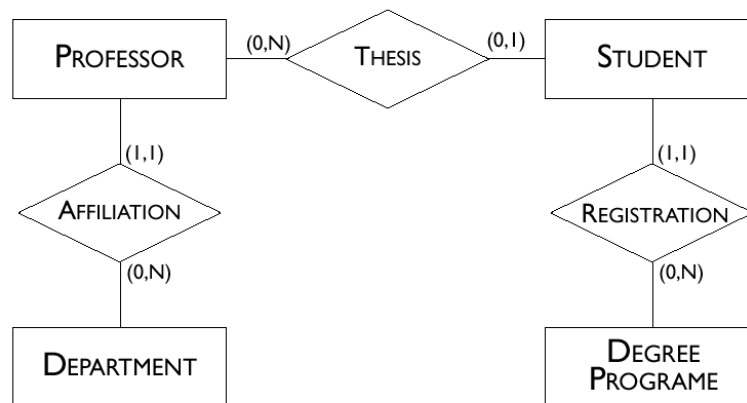 PROFESSOR
(0,N)
THESIS
(0,1)
STUDENT
(1,1)
(1,1)
AFFILIATION
REGISTRATION
(0,N)
(0,N)
DEPARTMENT
DEGREE
PROGRAME